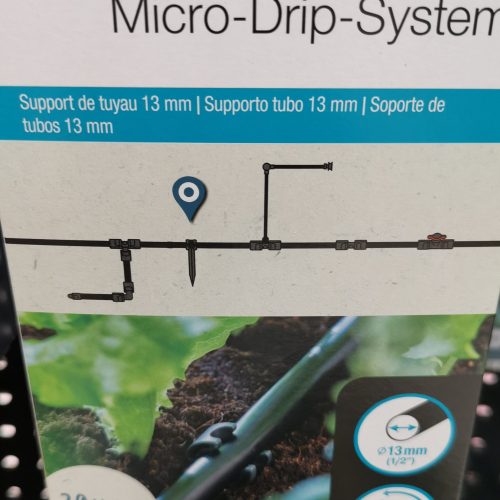 Micro-Drip-System
Support de tuyau 13 mm | Supporto tubo 13 mm | Soporte de
tubos 13 mm
Ø13mm
(1/2")